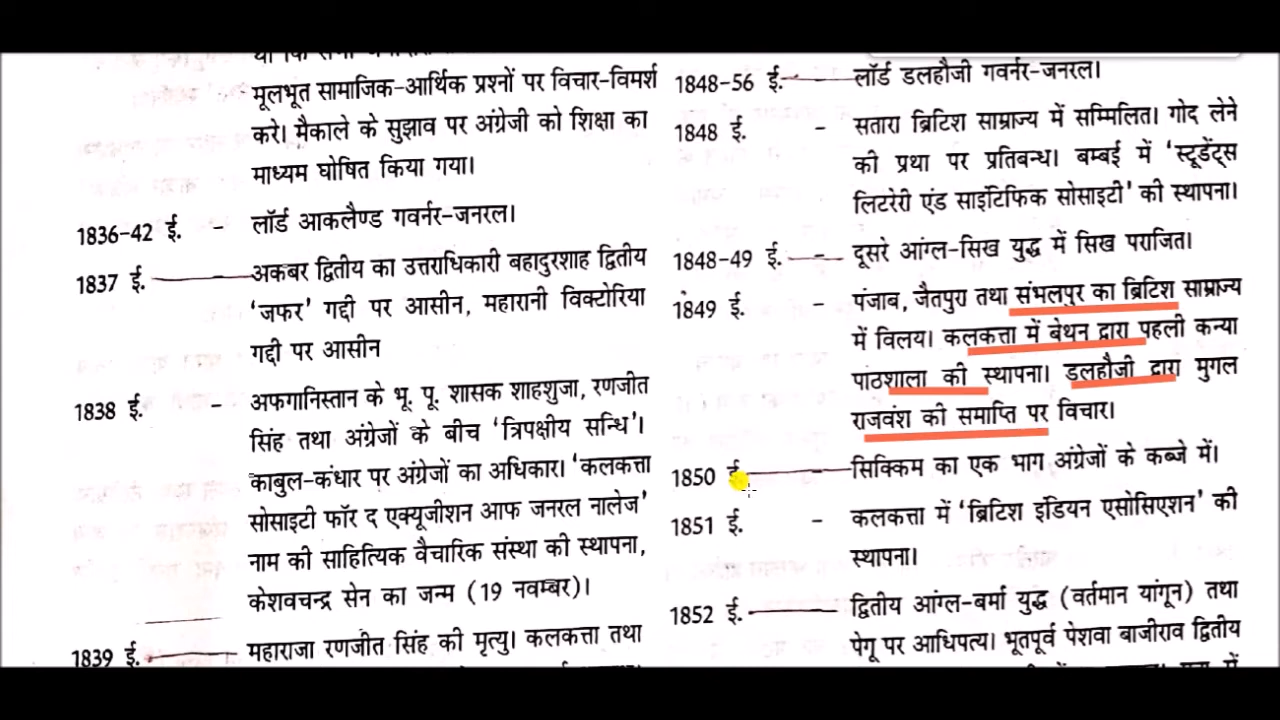 मूलभूत सामाजिक-आर्थिक प्रश्नों पर विचार-विमर्श
करे। मैकाले के सुझाव पर अंग्रेजी को शिक्षा का
माध्यम घोषित किया गया।
1836-42 ई. - लॉर्ड आकलैण्ड गवर्नर-जनरल।
1837 ई. - अकबर द्वितीय का उत्तराधिकारी बहादुरशाह द्वितीय
'जफर' गद्दी पर आसीन, महारानी विक्टोरिया
गद्दी पर आसीन
1838 ई. - अफगानिस्तान के भू. पू. शासक शाहशुजा, रणजीत
सिंह तथा अंग्रेजों के बीच 'त्रिपक्षीय सन्धि'।
काबुल-कंधार पर अंग्रेजों का अधिकार। 'कलकत्ता
सोसाइटी फॉर द एक्यूजीशन आफ जनरल नालेज'
नाम की साहित्यिक वैचारिक संस्था की स्थापना,
केशवचन्द्र सेन का जन्म (19 नवम्बर)।
1839 ई. - महाराजा रणजीत सिंह की मृत्यु। कलकत्ता तथा
1848-56 ई. - लॉर्ड डलहौजी गवर्नर-जनरल।
1848 ई. - सतारा ब्रिटिश साम्राज्य में सम्मिलित। गोद लेने
की प्रथा पर प्रतिबन्ध। बम्बई में 'स्टूडेंट्स
लिटरेरी एंड साइंटिफिक सोसाइटी' की स्थापना।
1848-49 ई. - दूसरे आंग्ल-सिख युद्ध में सिख पराजित।
1849 ई. - पंजाब, जैतपुरा तथा संभलपुर का ब्रिटिश साम्राज्य
में विलय। कलकत्ता में बेथन द्वारा पहली कन्या
पाठशाला की स्थापना। डलहौजी द्वारा मुगल
राजवंश की समाप्ति पर विचार।
1850 ई. - सिक्किम का एक भाग अंग्रेजों के कब्जे में।
1851 ई. - कलकत्ता में 'ब्रिटिश इंडियन एसोसिएशन' की
स्थापना।
1852 ई. - द्वितीय आंग्ल-बर्मा युद्ध (वर्तमान यांगून) तथा
पेगू पर आधिपत्य। भूतपूर्व पेशवा बाजीराव द्वितीय